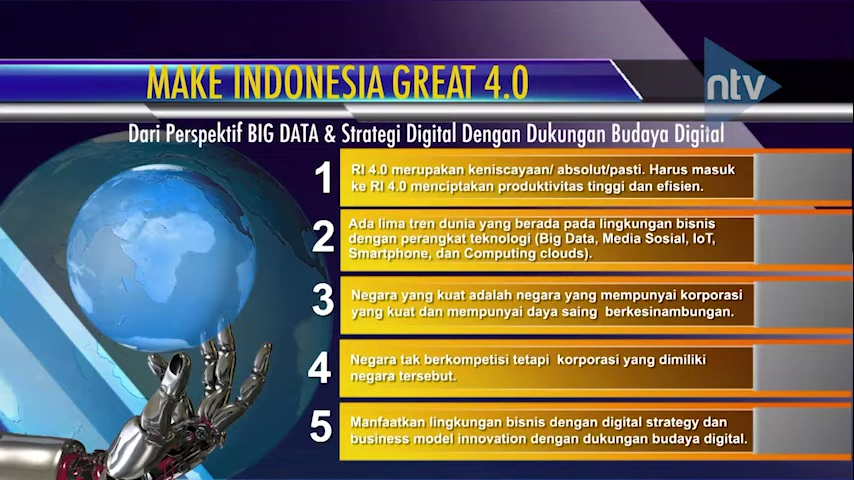 MAKE INDONESIA GREAT 4.0
ntv
Dari Perspektif BIG DATA & Strategi Digital Dengan Dukungan Budaya Digital
1
RI 4.0 merupakan keniscayaan/ absolut/pasti. Harus masuk
ke RI 4.0 menciptakan produktivitas tinggi dan efisien.
2
Ada lima tren dunia yang berada pada lingkungan bisnis
dengan perangkat teknologi (Big Data, Media Sosial, IoT,
Smartphone, dan Computing clouds).
3
Negara yang kuat adalah negara yang mempunyai korporasi
yang kuat dan mempunyai daya saing berkesinambungan.
4
Negara tak berkompetisi tetapi korporasi yang dimiliki
negara tersebut.
5
Manfaatkan lingkungan bisnis dengan digital strategy dan
business model innovation dengan dukungan budaya digital.